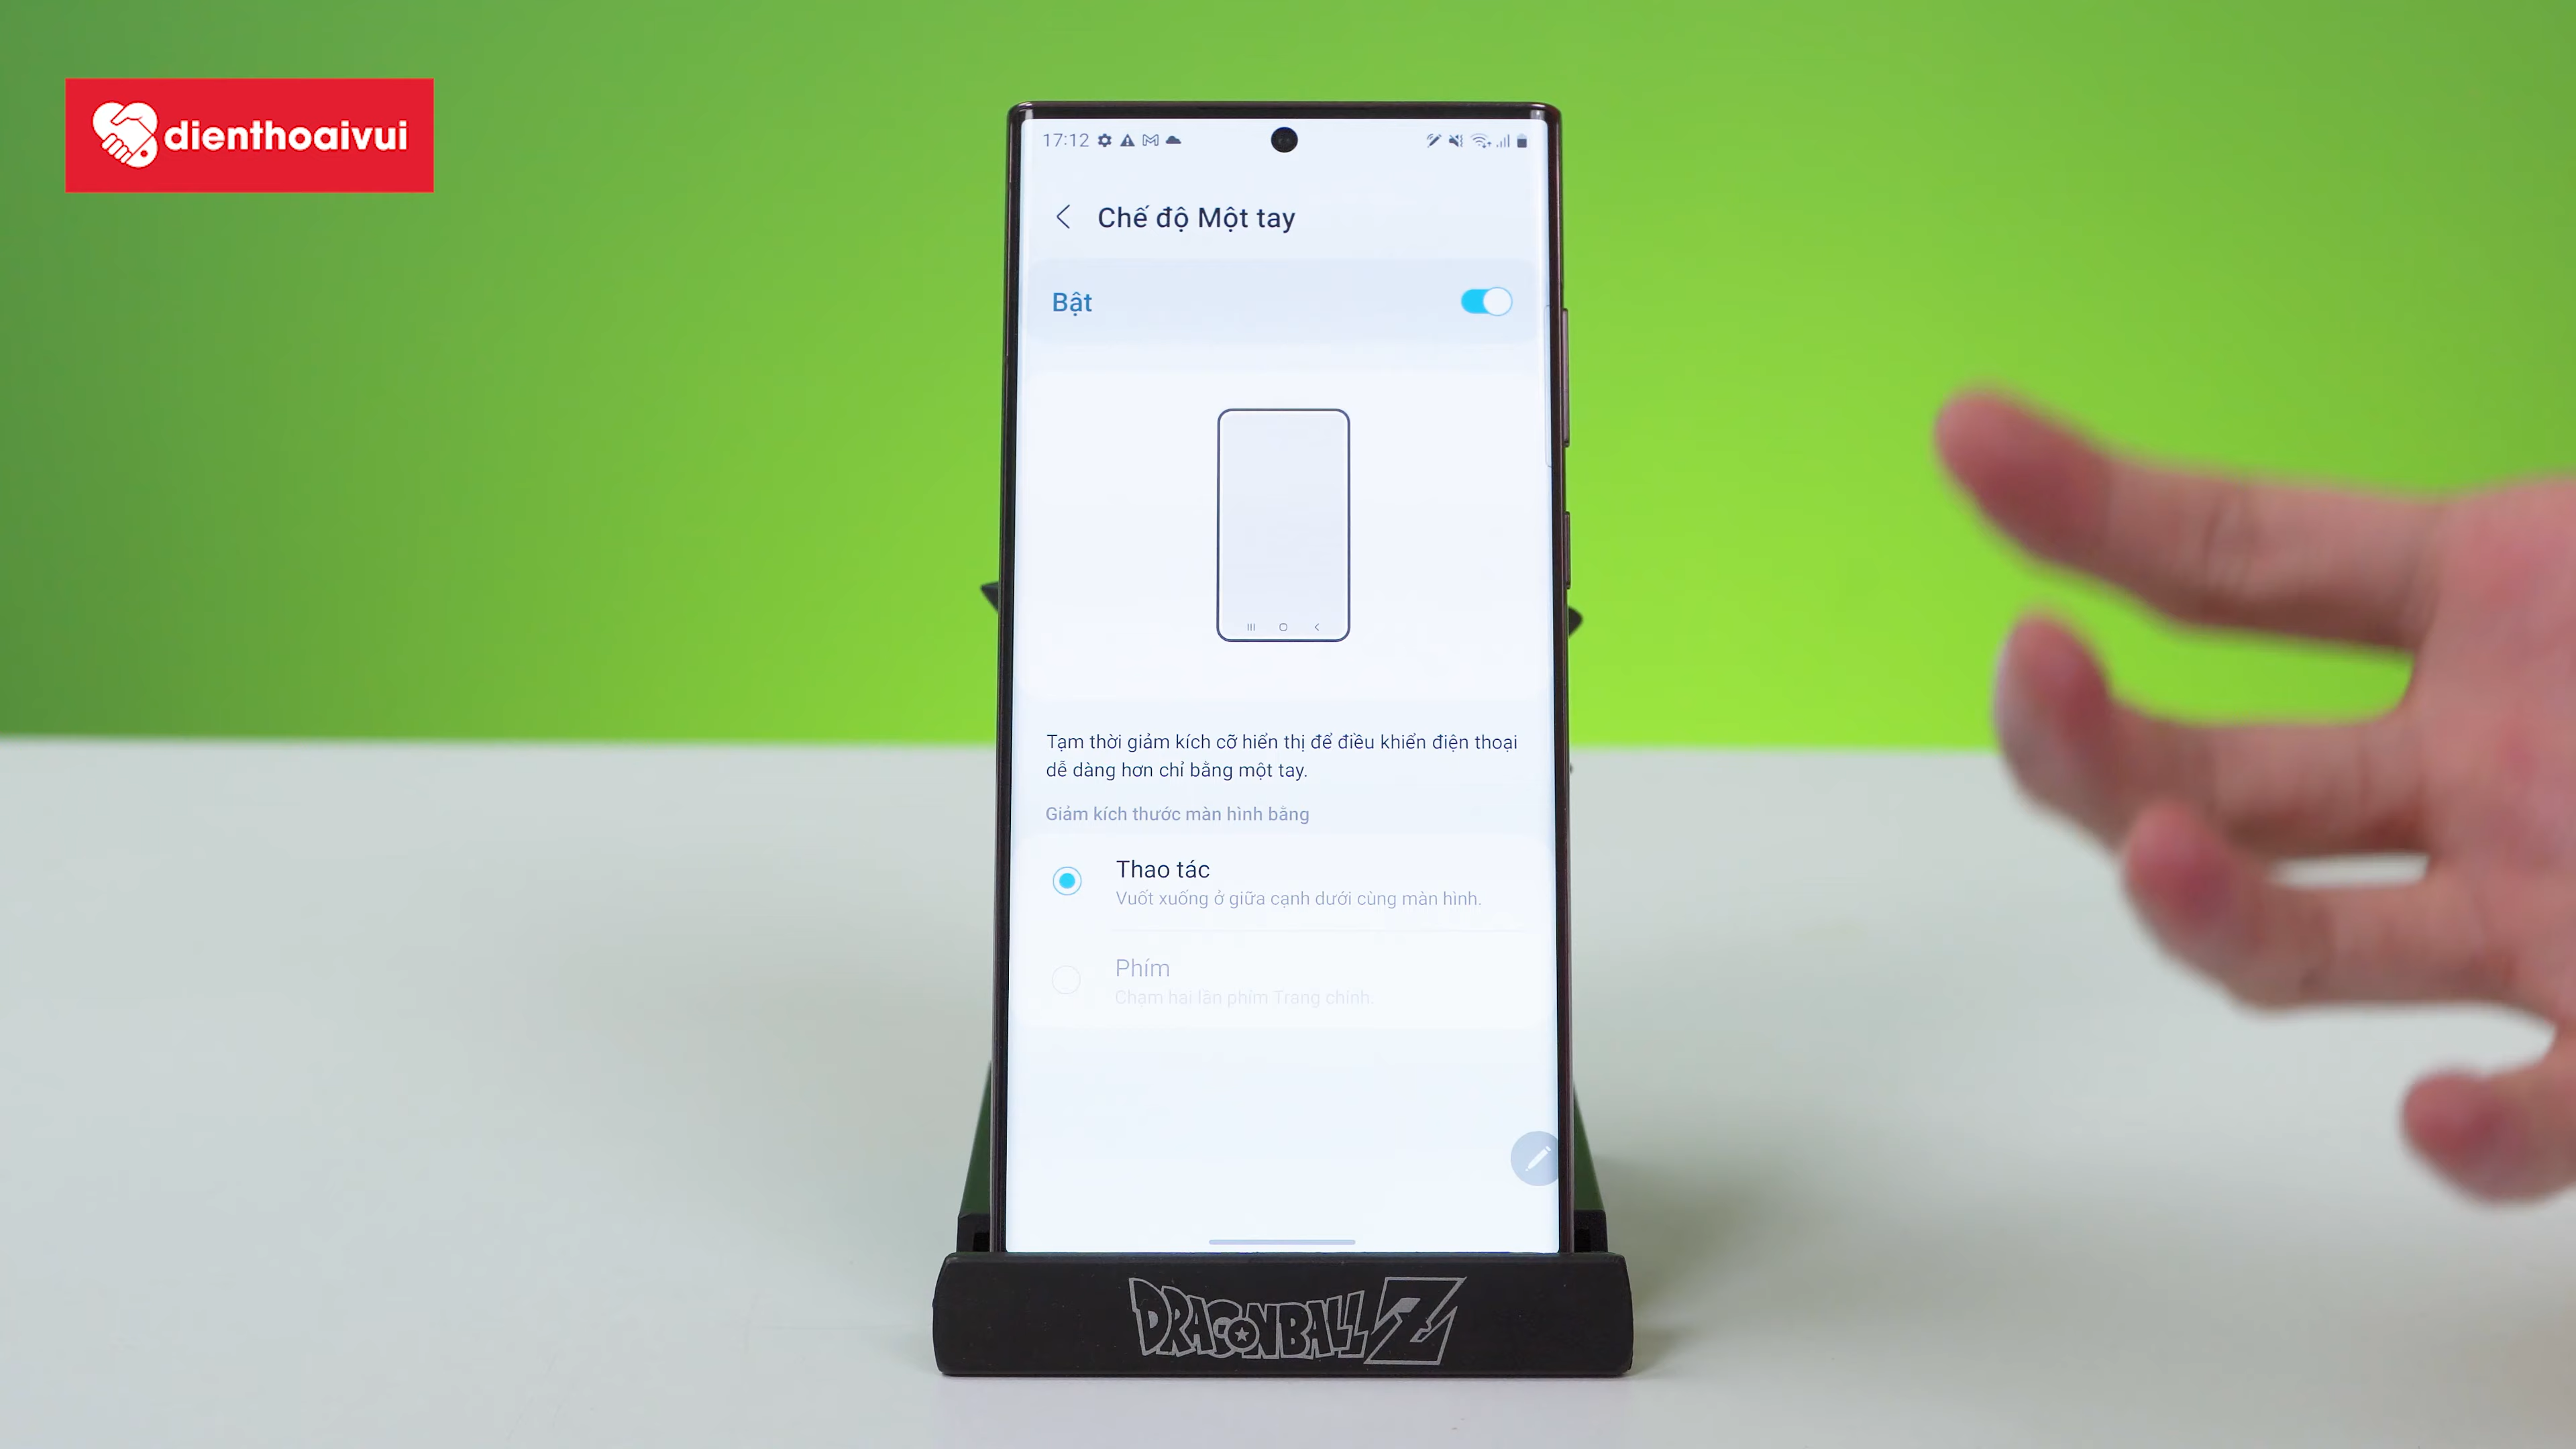 dienthoaivui
17:12
Chế độ Một tay
Bật
Tạm thời giảm kích cỡ hiển thị để điều khiển điện thoại
dễ dàng hơn chỉ bằng một tay.
Giảm kích thước màn hình bằng
Thao tác
Vuốt xuống ở giữa cạnh dưới cùng màn hình.
Phím
Chạm hai lần phím Trang chính.
DRAGONBALL Z